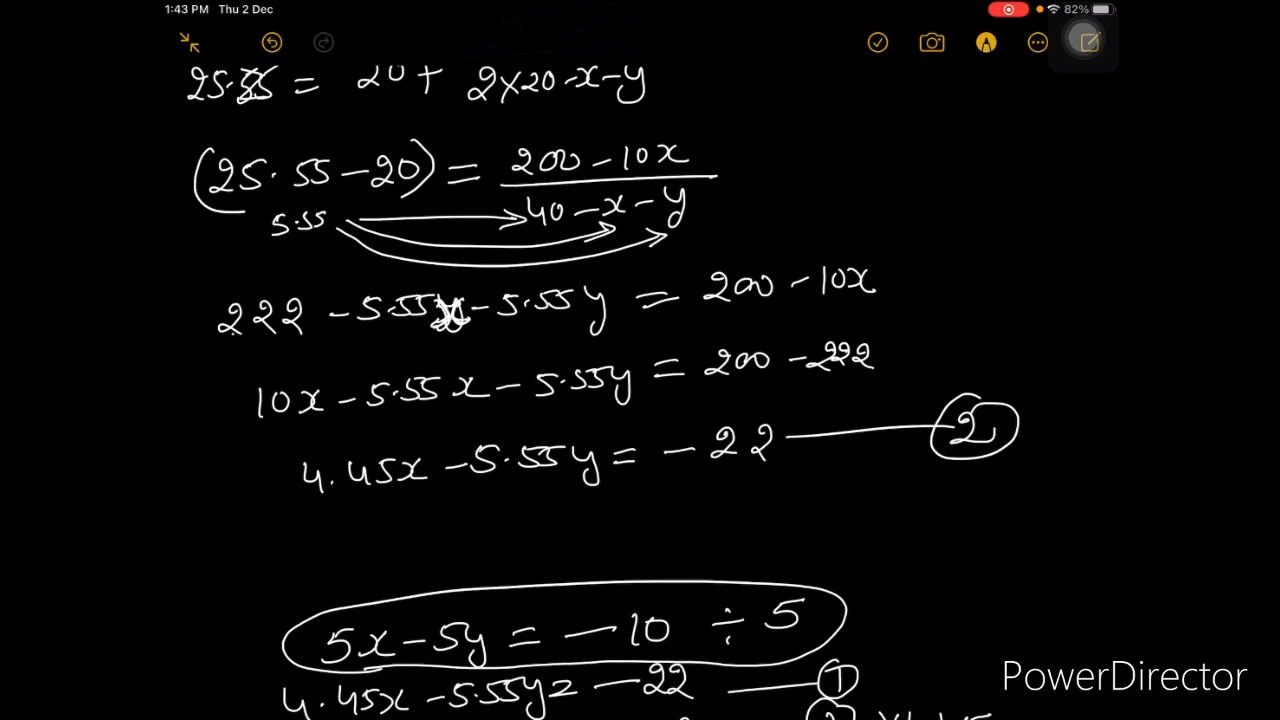 1:43 PM Thu 2 Dec
82%
25.55 = 20 + 2×20-x-y
(25.55-20) = 200-10x
40-x-y
5.55
222 - 5.55x - 5.55y = 200 - 10x
10x - 5.55x - 5.55y = 200 - 222
4.45x - 5.55y = -22 ② 
5x - 5y = -10 ÷ 5
4.45x - 5.55y = -22 ①
PowerDirector